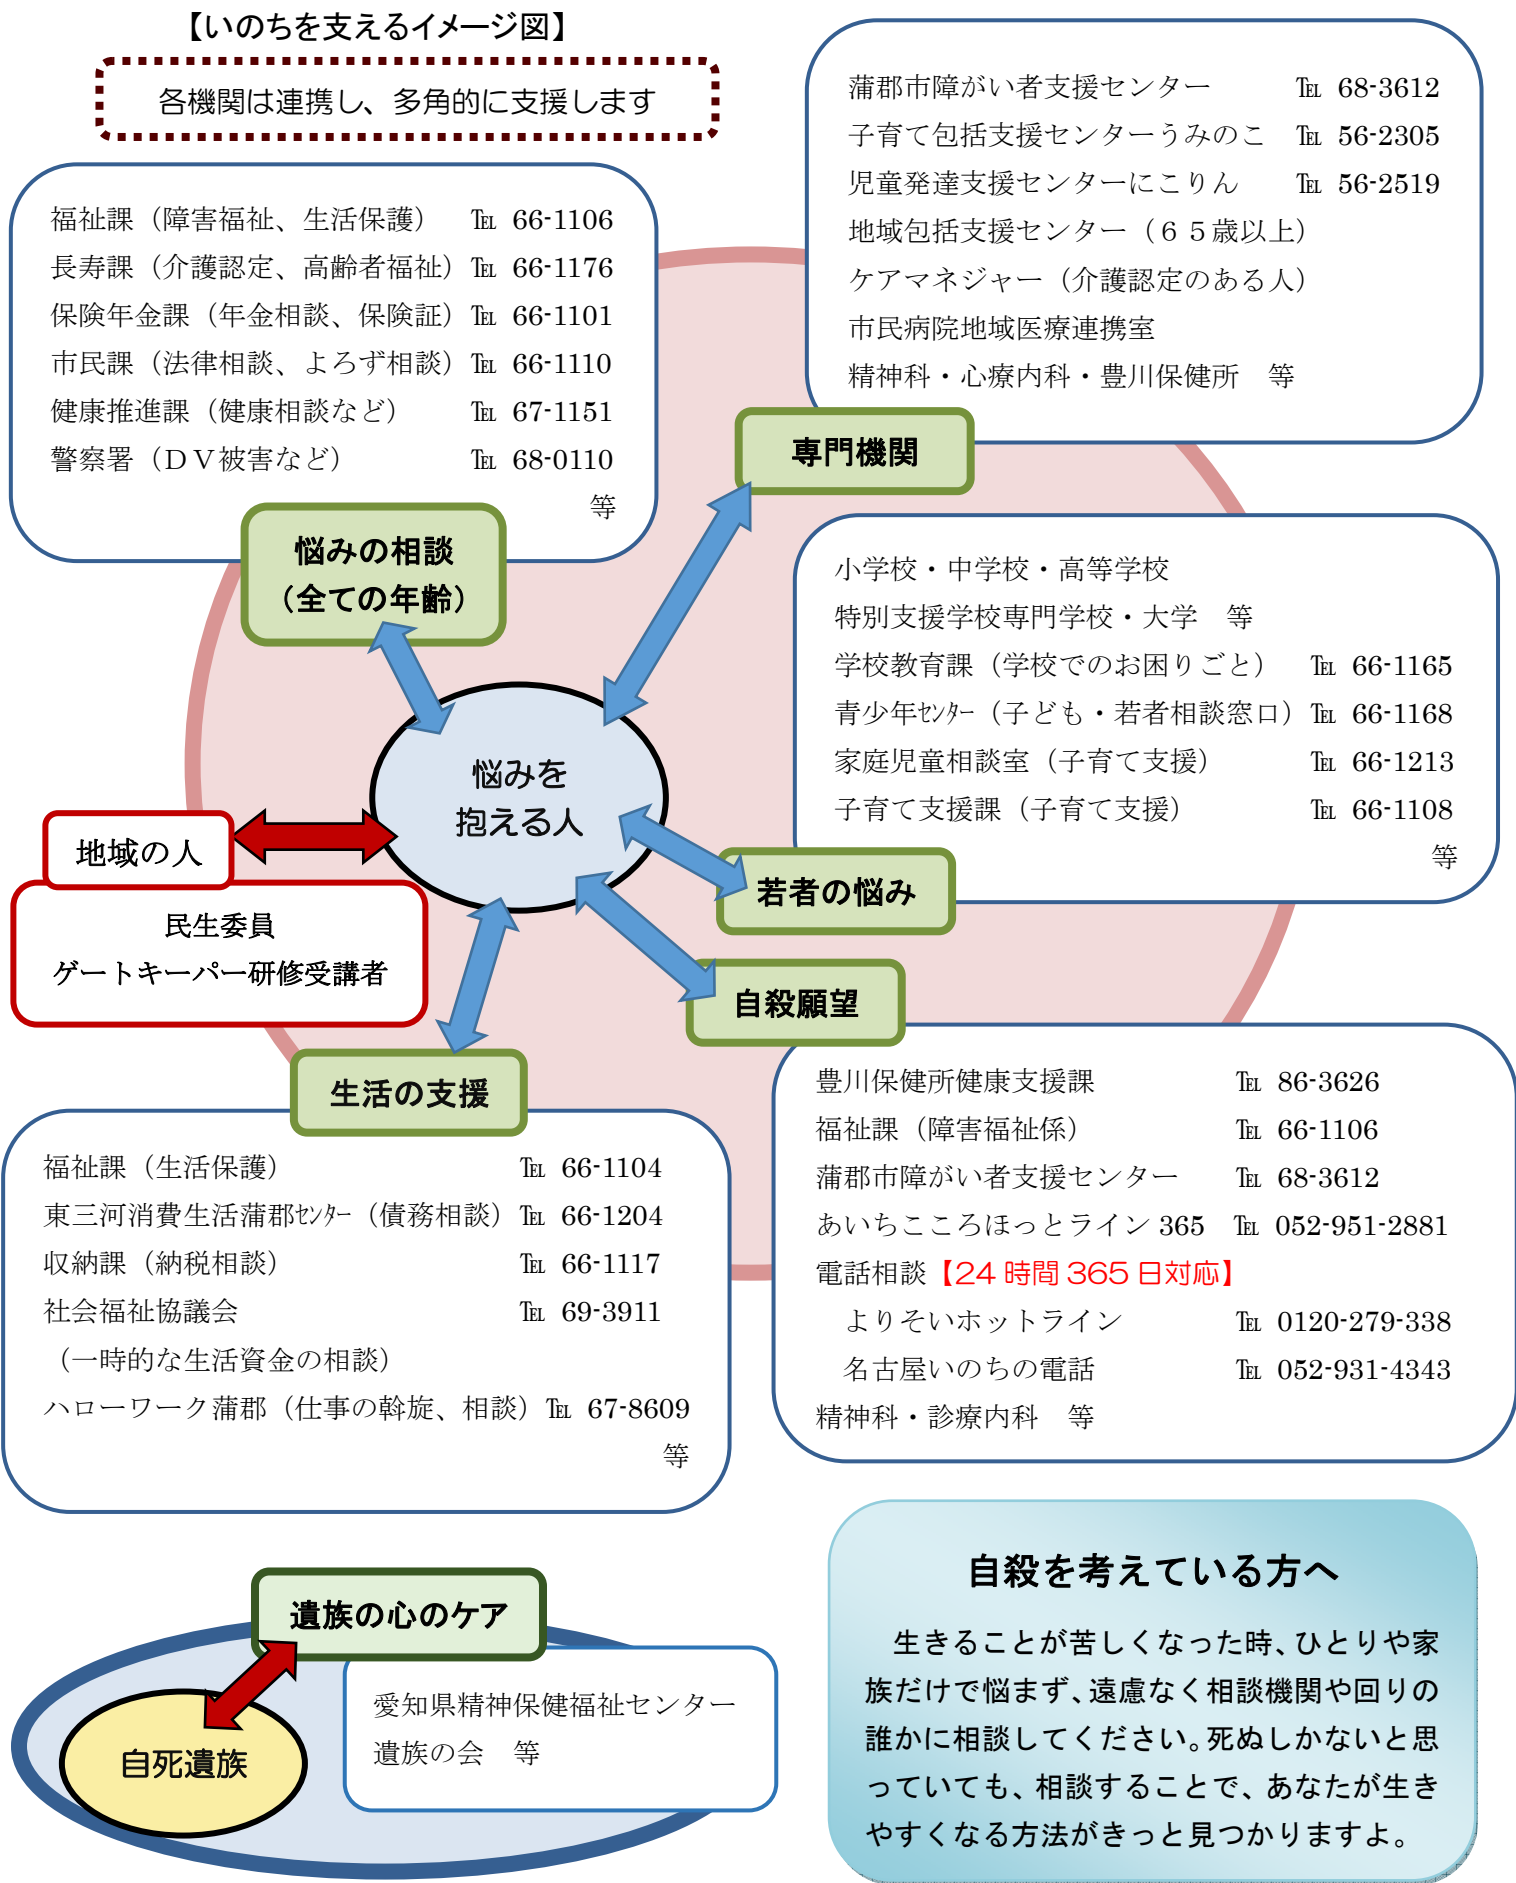 【いのちを支えるイメージ図】
各機関は連携し、多角的に支援します
福祉課（障害福祉、生活保護） ℡ 66-1106
長寿課（介護認定、高齢者福祉）℡ 66-1176
保険年金課（年金相談、保険証）℡ 66-1101
市民課（法律相談、よろず相談）℡ 66-1110
健康推進課（健康相談など） ℡ 67-1151
警察署（ＤＶ被害など） ℡ 68-0110
等
悩みの相談
（全ての年齢）
蒲郡市障がい者支援センター ℡ 68-3612
子育て包括支援センターうみのこ ℡ 56-2305
児童発達支援センターにこりん ℡ 56-2519
地域包括支援センター（６５歳以上）
ケアマネジャー（介護認定のある人）
市民病院地域医療連携室
精神科・心療内科・豊川保健所　等
専門機関
小学校・中学校・高等学校
特別支援学校専門学校・大学　等
学校教育課（学校でのお困りごと） ℡ 66-1165
青少年ｾﾝﾀｰ（子ども・若者相談窓口）℡ 66-1168
家庭児童相談室（子育て支援） ℡ 66-1213
子育て支援課（子育て支援） ℡ 66-1108
等
若者の悩み
悩みを
抱える人
地域の人
民生委員
ゲートキーパー研修受講者
自殺願望
豊川保健所健康支援課 ℡ 86-3626
福祉課（障害福祉係） ℡ 66-1106
蒲郡市障がい者支援センター ℡ 68-3612
あいちこころほっとライン 365 ℡ 052-951-2881
電話相談【24 時間 365 日対応】
よりそいホットライン ℡ 0120-279-338
名古屋いのちの電話 ℡ 052-931-4343
精神科・診療内科　等
生活の支援
福祉課（生活保護） ℡ 66-1104
東三河消費生活蒲郡ｾﾝﾀｰ（債務相談）℡ 66-1204
収納課（納税相談） ℡ 66-1117
社会福祉協議会 ℡ 69-3911
（一時的な生活資金の相談）
ハローワーク蒲郡（仕事の斡旋、相談）℡ 67-8609
等
遺族の心のケア
自死遺族
愛知県精神保健福祉センター
遺族の会　等
自殺を考えている方へ
生きることが苦しくなった時、ひとりや家
族だけで悩まず、遠慮なく相談機関や回りの
誰かに相談してください。死ぬしかないと思
っていても、相談することで、あなたが生き
やすくなる方法がきっと見つかりますよ。